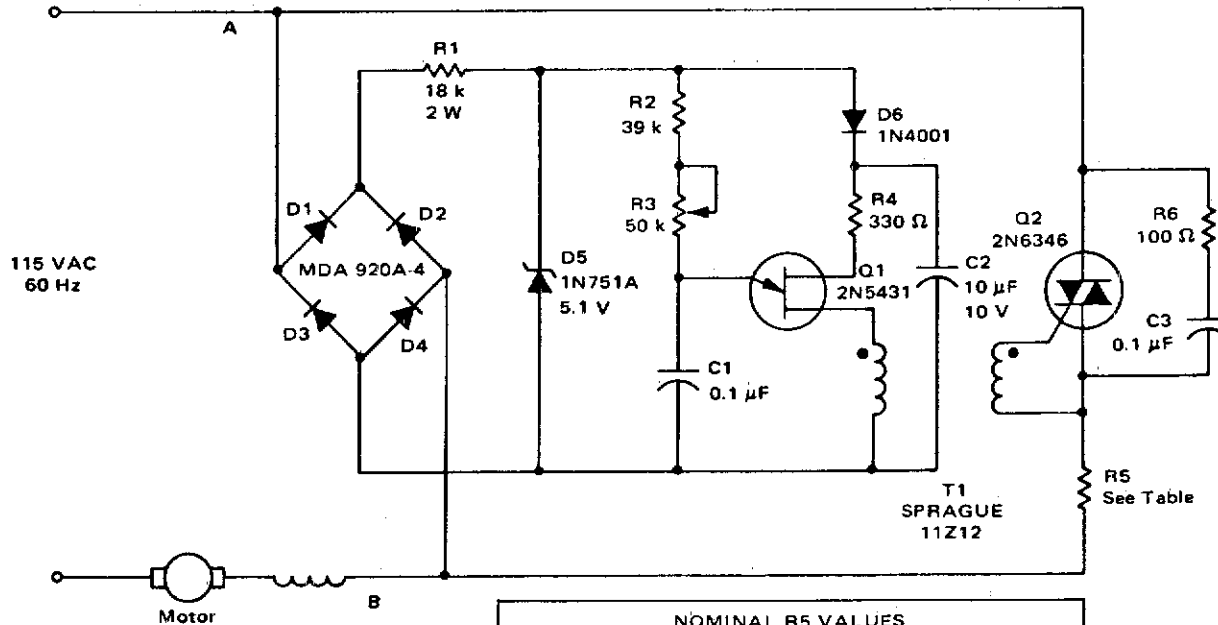 A
R1
18 k
2 W
R2
39 k
D6
1N4001
R3
50 k
R4
330 Ω
D1
D2
MDA 920A-4
D3
D4
115 VAC
60 Hz
D5
1N751A
5.1 V
Q1
2N5431
C2
10 μF
10 V
Q2
2N6346
R6
100 Ω
C3
0.1 μF
C1
0.1 μF
T1
SPRAGUE
11Z12
R5
See Table
Motor
B
NOMINAL R5 VALUES